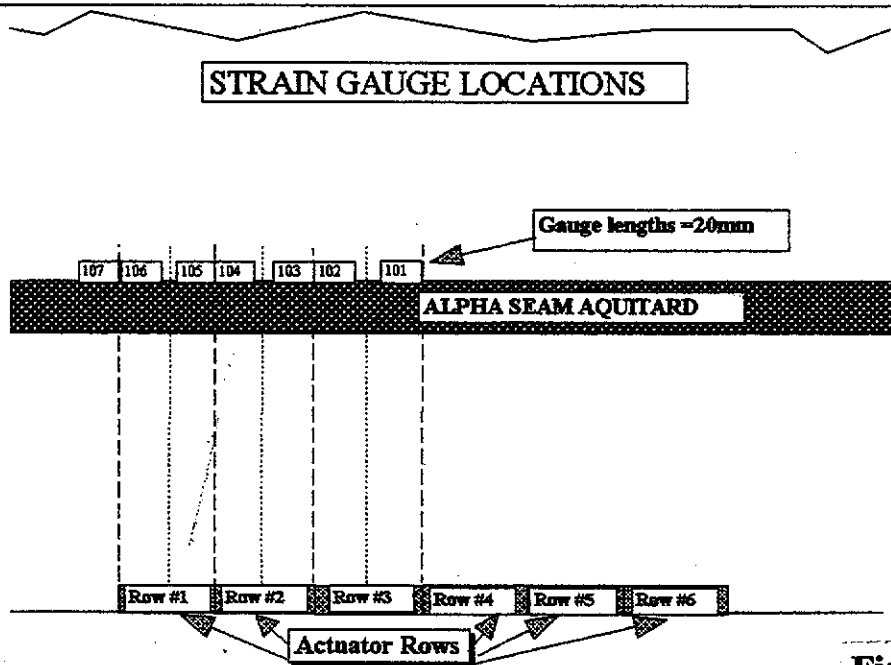 STRAIN GAUGE LOCATIONS
Gauge lengths =20mm
107 106 105 104 103 102 101
ALPHA SEAM AQUITARD
Row #1 Row #2 Row #3 Row #4 Row #5 Row #6
Actuator Rows